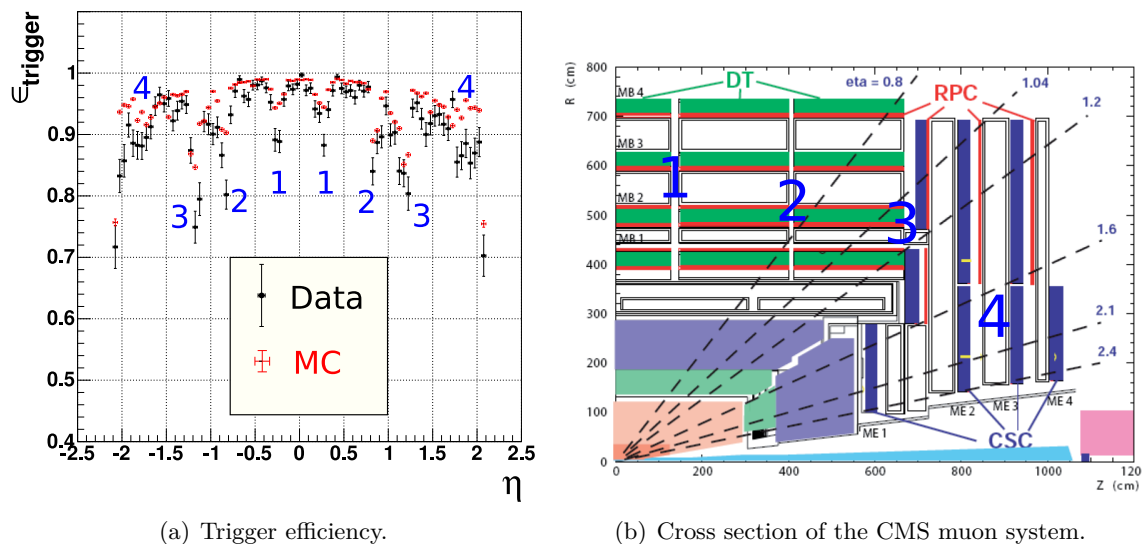 ϵtrigger
1
0.9
0.8
0.7
0.6
0.5
0.4
-2.5 -2 -1.5 -1 -0.5 0 0.5 1 1.5 2 2.5
η
4 4
3 2 1 1 2 3
Data
MC
(a) Trigger efficiency.
R (cm)
800
700
600
500
400
300
200
100
0
0 200 400 600 800 1000 120
Z (cm)
DT
eta = 0.8
RPC
1.04
1.2
1.6
2.1
2.4
MB 4
MB 3
MB 2
MB 1
1
2
3
4
ME 1
ME 2
ME 3
ME 4
CSC
(b) Cross section of the CMS muon system.